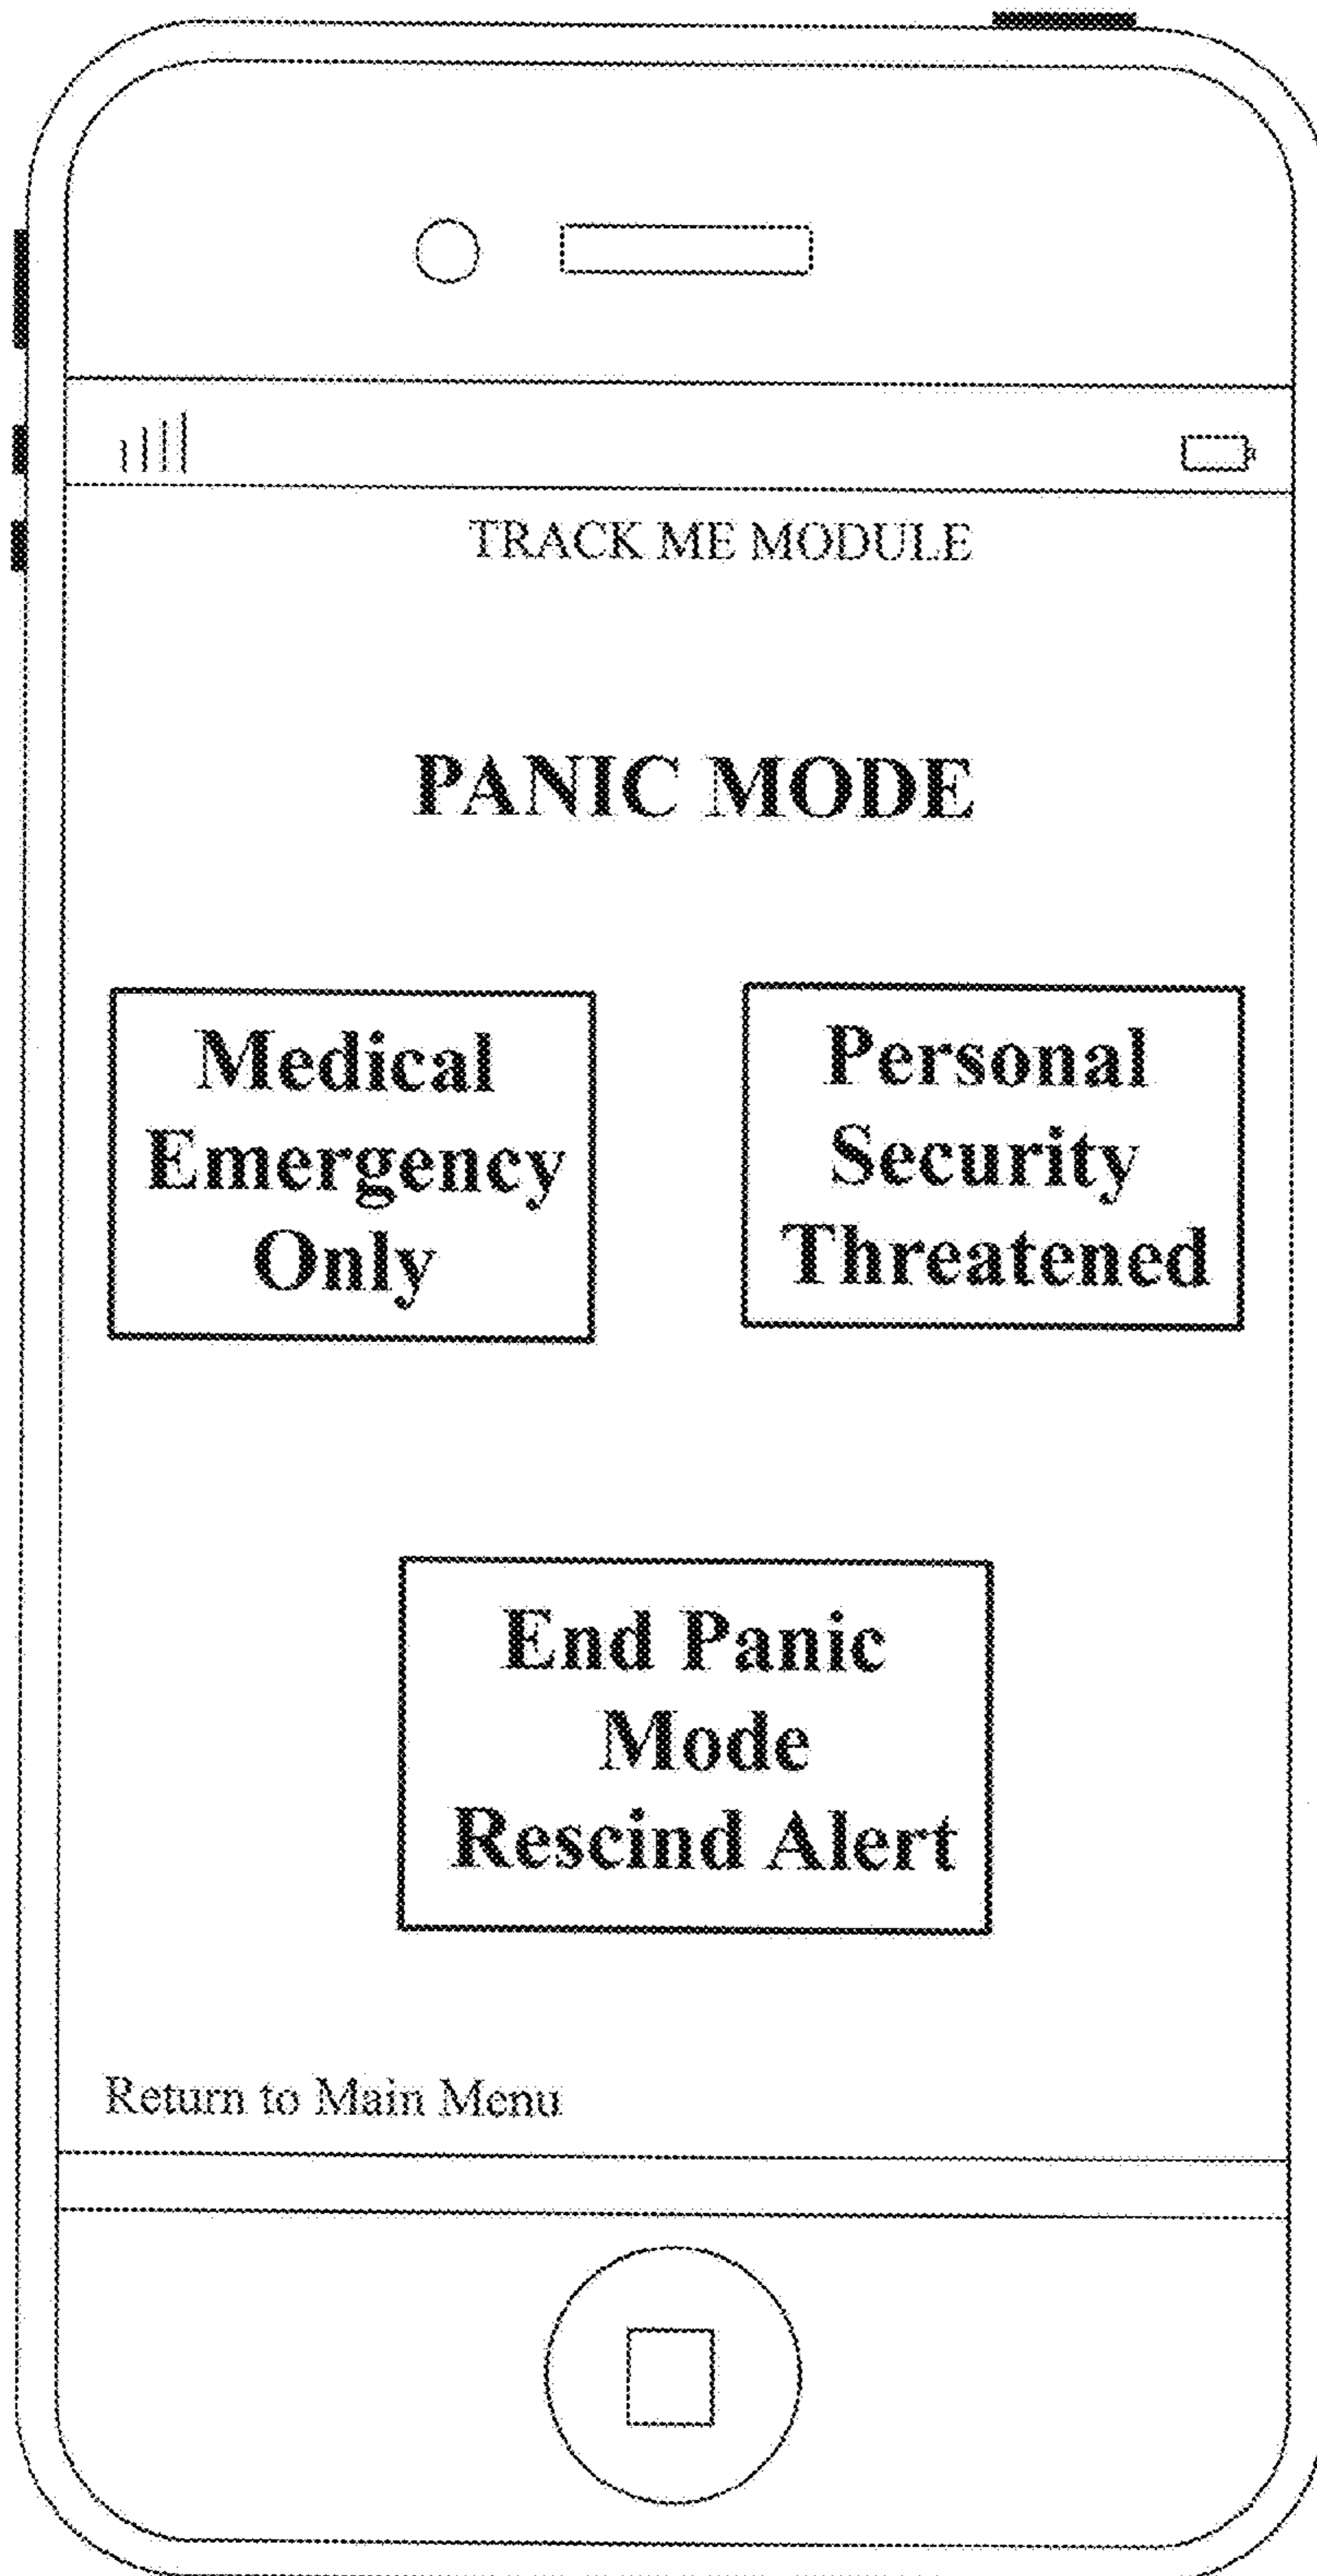 TRACK ME MODULE
PANIC MODE
Medical
Emergency
Only
Personal
Security
Threatened
End Panic
Mode
Rescind Alert
Return to Main Menu